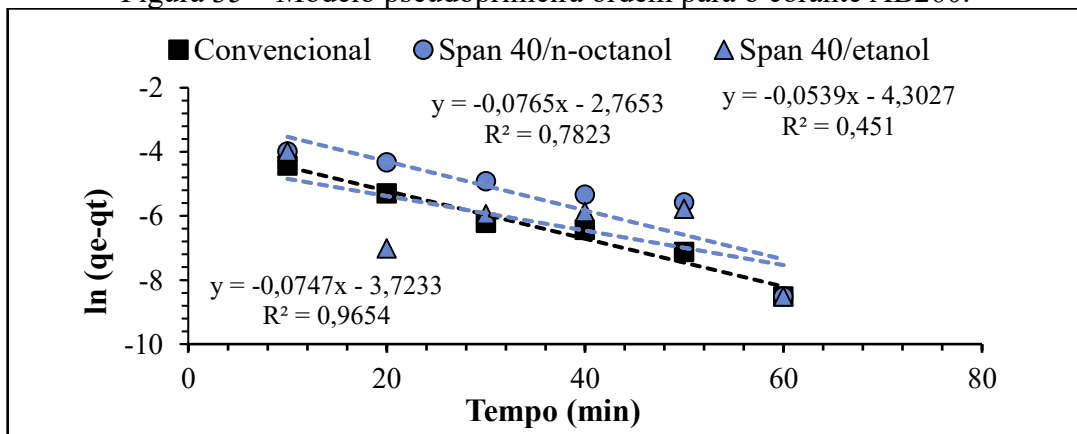 Figura 33 – Modelo pseudoprimeira ordem para o corante AB260.
Convencional Span 40/n-octanol Span 40/etanol
y = -0,0765x - 2,7653
R² = 0,7823
y = -0,0539x - 4,3027
R² = 0,451
y = -0,0747x - 3,7233
R² = 0,9654
ln (qe-qt)
-2
-4
-6
-8
-10
0 20 40 60 80
Tempo (min)